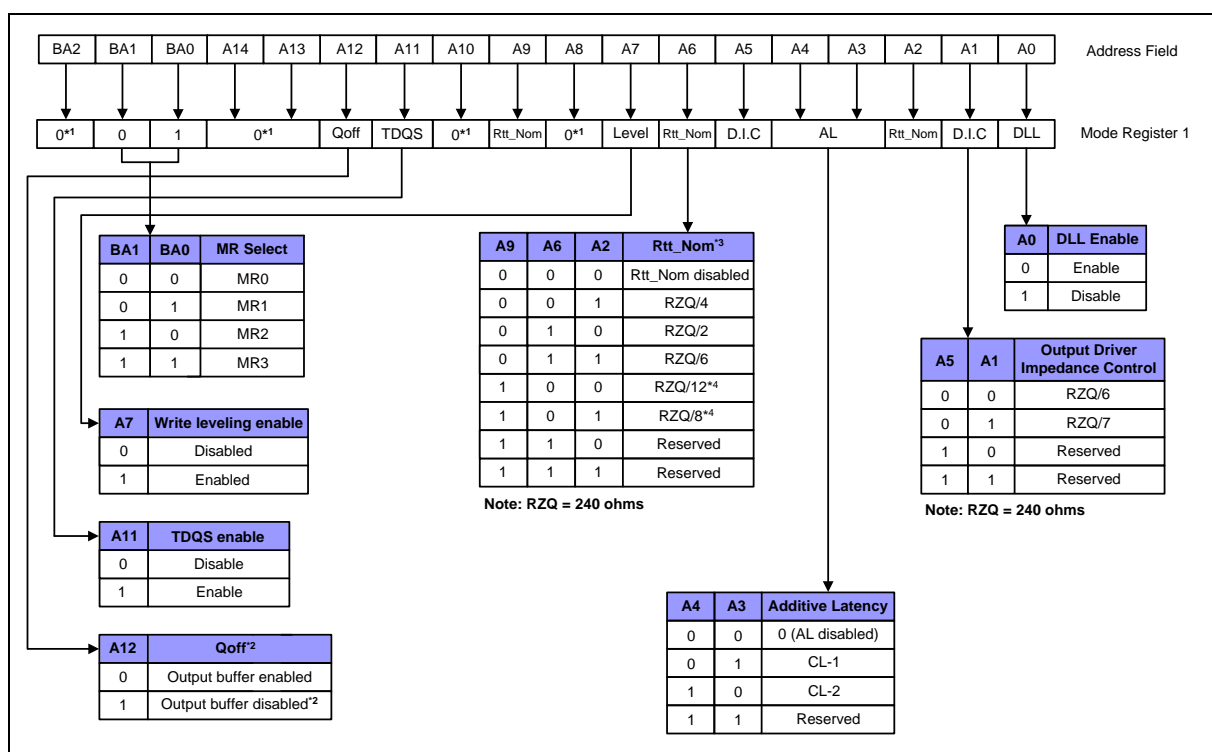 BA2 BA1 BA0 A14 A13 A12 A11 A10 A9 A8 A7 A6 A5 A4 A3 A2 A1 A0 Address Field
0*1 0 1 0*1 Qoff TDQS 0*1 Rtt_Nom 0*1 Level Rtt_Nom D.I.C AL Rtt_Nom D.I.C DLL Mode Register 1
BA1 BA0 MR Select
0 0 MR0
0 1 MR1
1 0 MR2
1 1 MR3
A7 Write leveling enable
0 Disabled
1 Enabled
A11 TDQS enable
0 Disable
1 Enable
A12 Qoff*2
0 Output buffer enabled
1 Output buffer disabled*2
A9 A6 A2 Rtt_Nom*3
0 0 0 Rtt_Nom disabled
0 0 1 RZQ/4
0 1 0 RZQ/2
0 1 1 RZQ/6
1 0 0 RZQ/12*4
1 0 1 RZQ/8*4
1 1 0 Reserved
1 1 1 Reserved
Note: RZQ = 240 ohms
A4 A3 Additive Latency
0 0 0 (AL disabled)
0 1 CL-1
1 0 CL-2
1 1 Reserved
A0 DLL Enable
0 Enable
1 Disable
A5 A1 Output Driver
Impedance Control
0 0 RZQ/6
0 1 RZQ/7
1 0 Reserved
1 1 Reserved
Note: RZQ = 240 ohms